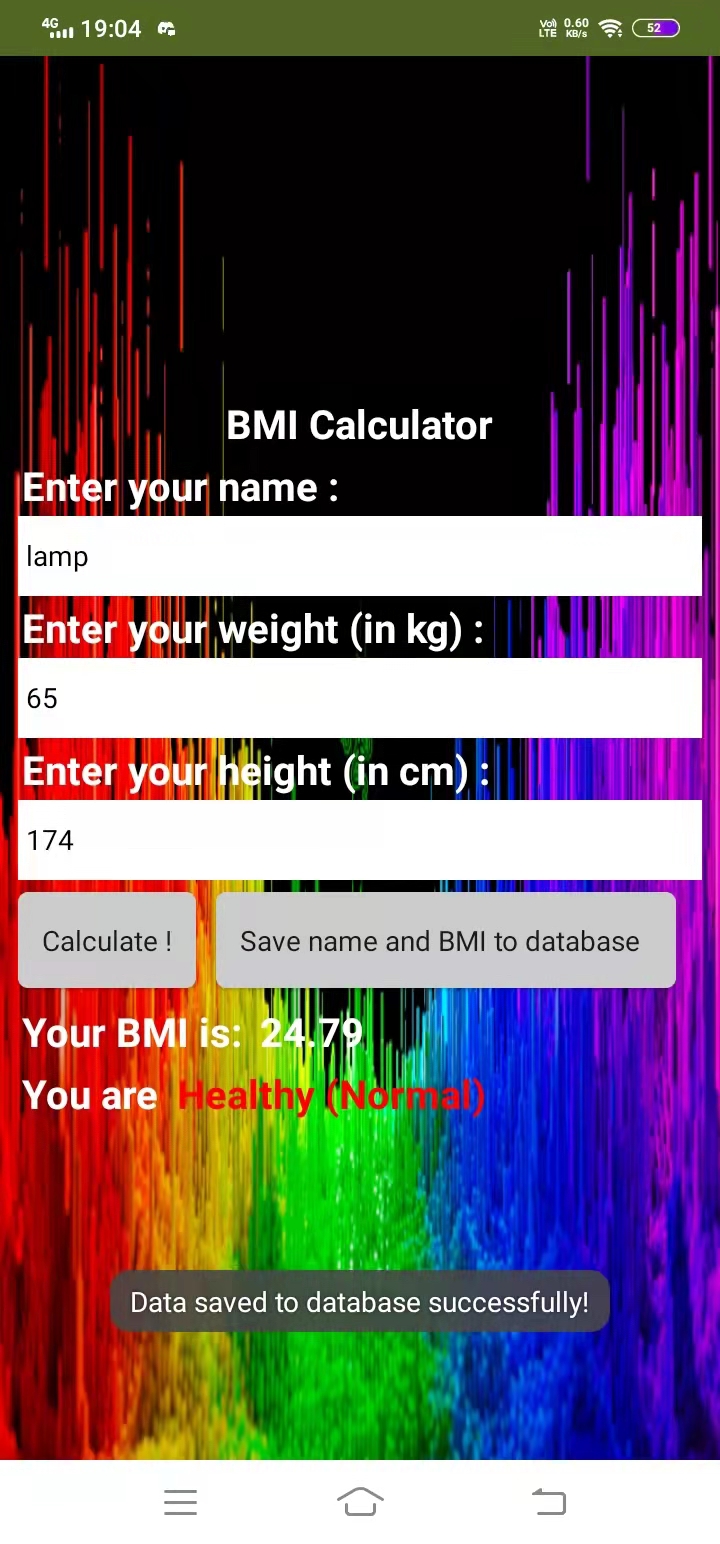 4G 19:04 Vo) LTE 0.60 KB/s 52
BMI Calculator
Enter your name :
lamp
Enter your weight (in kg) :
65
Enter your height (in cm) :
174
Calculate ! Save name and BMI to database
Your BMI is: 24.79
You are Healthy (Normal)
Data saved to database successfully!